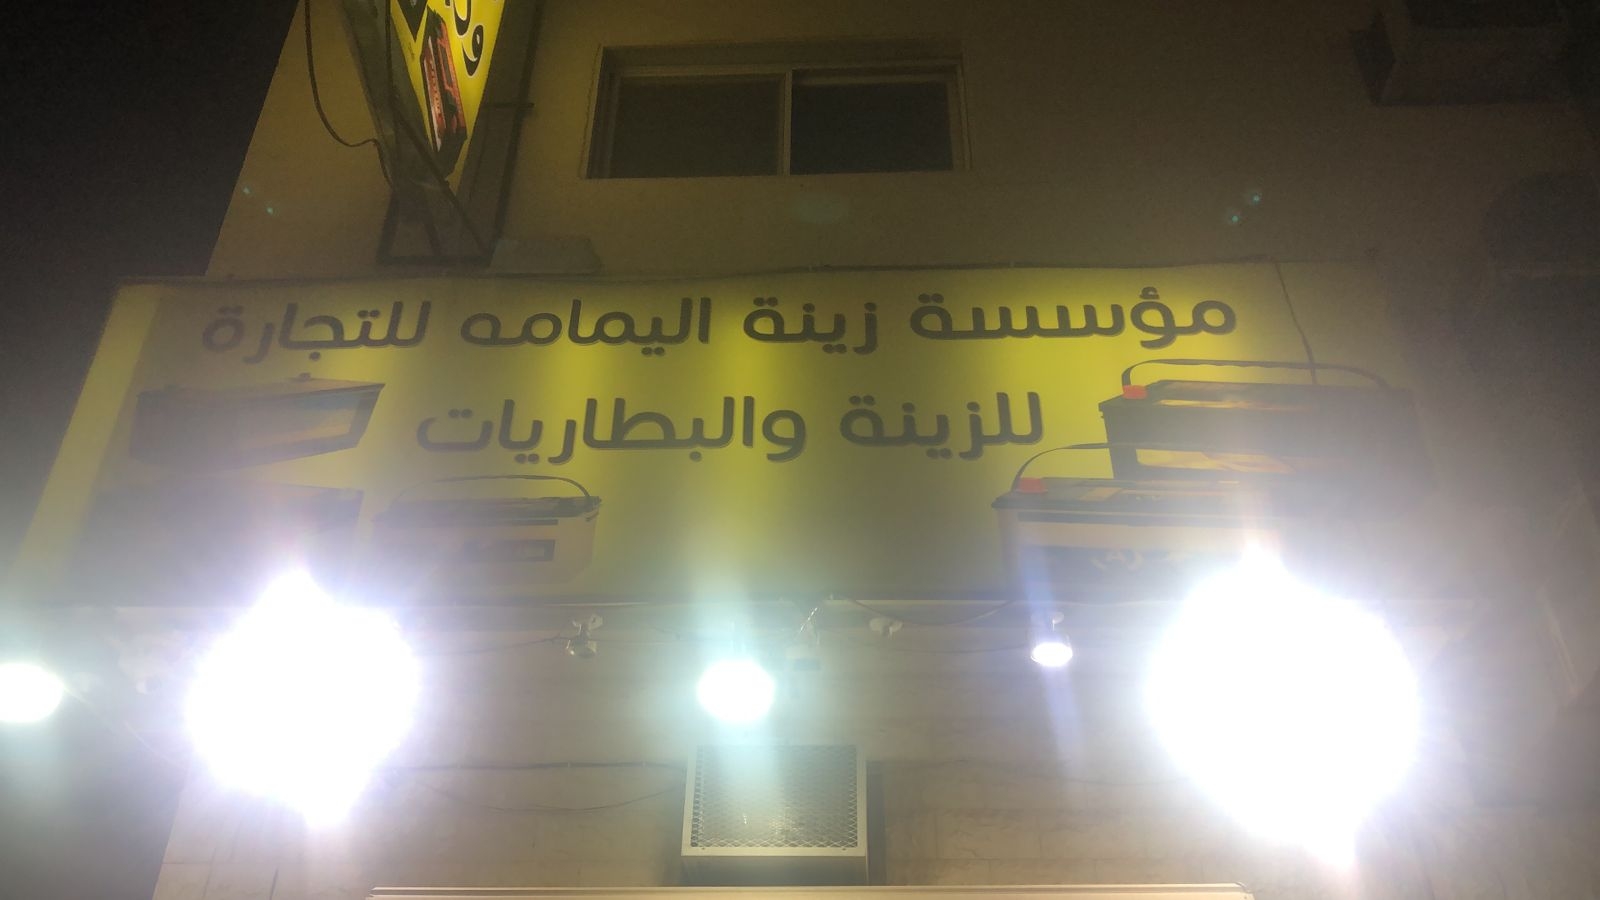 مؤسسة زينة اليمامه للتجارة
للزينة والبطاريات